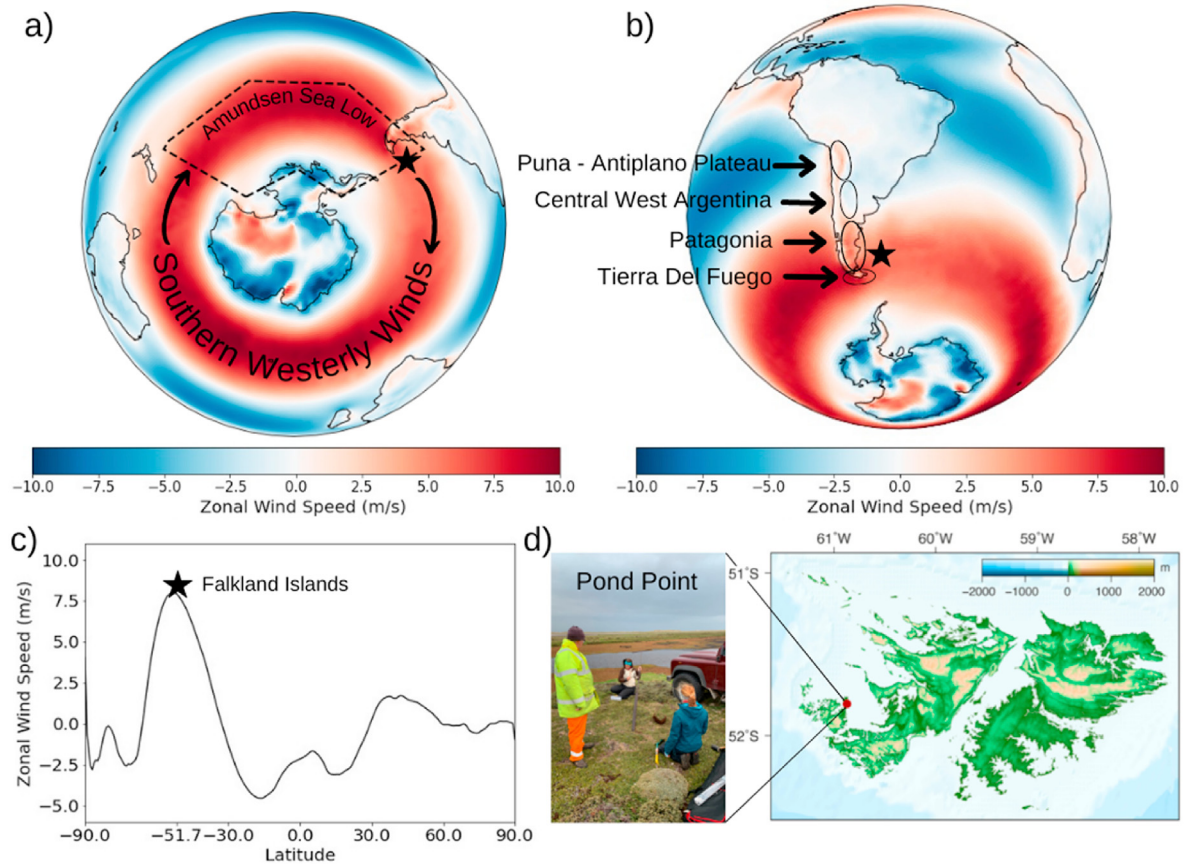 a)
Amundsen Sea Low
Southern Westerly Winds
−10.0 −7.5 −5.0 −2.5 0.0 2.5 5.0 7.5 10.0
Zonal Wind Speed (m/s)
b)
Puna - Antiplano Plateau
Central West Argentina
Patagonia
Tierra Del Fuego
−10.0 −7.5 −5.0 −2.5 0.0 2.5 5.0 7.5 10.0
Zonal Wind Speed (m/s)
c)
Zonal Wind Speed (m/s)
10.0
7.5
5.0
2.5
0.0
−2.5
−5.0
Falkland Islands
−90.0 −51.7 −30.0 0.0 30.0 60.0 90.0
Latitude
d)
Pond Point
61°W 60°W 59°W 58°W
51°S
52°S
m
−2000 −1000 0 1000 2000